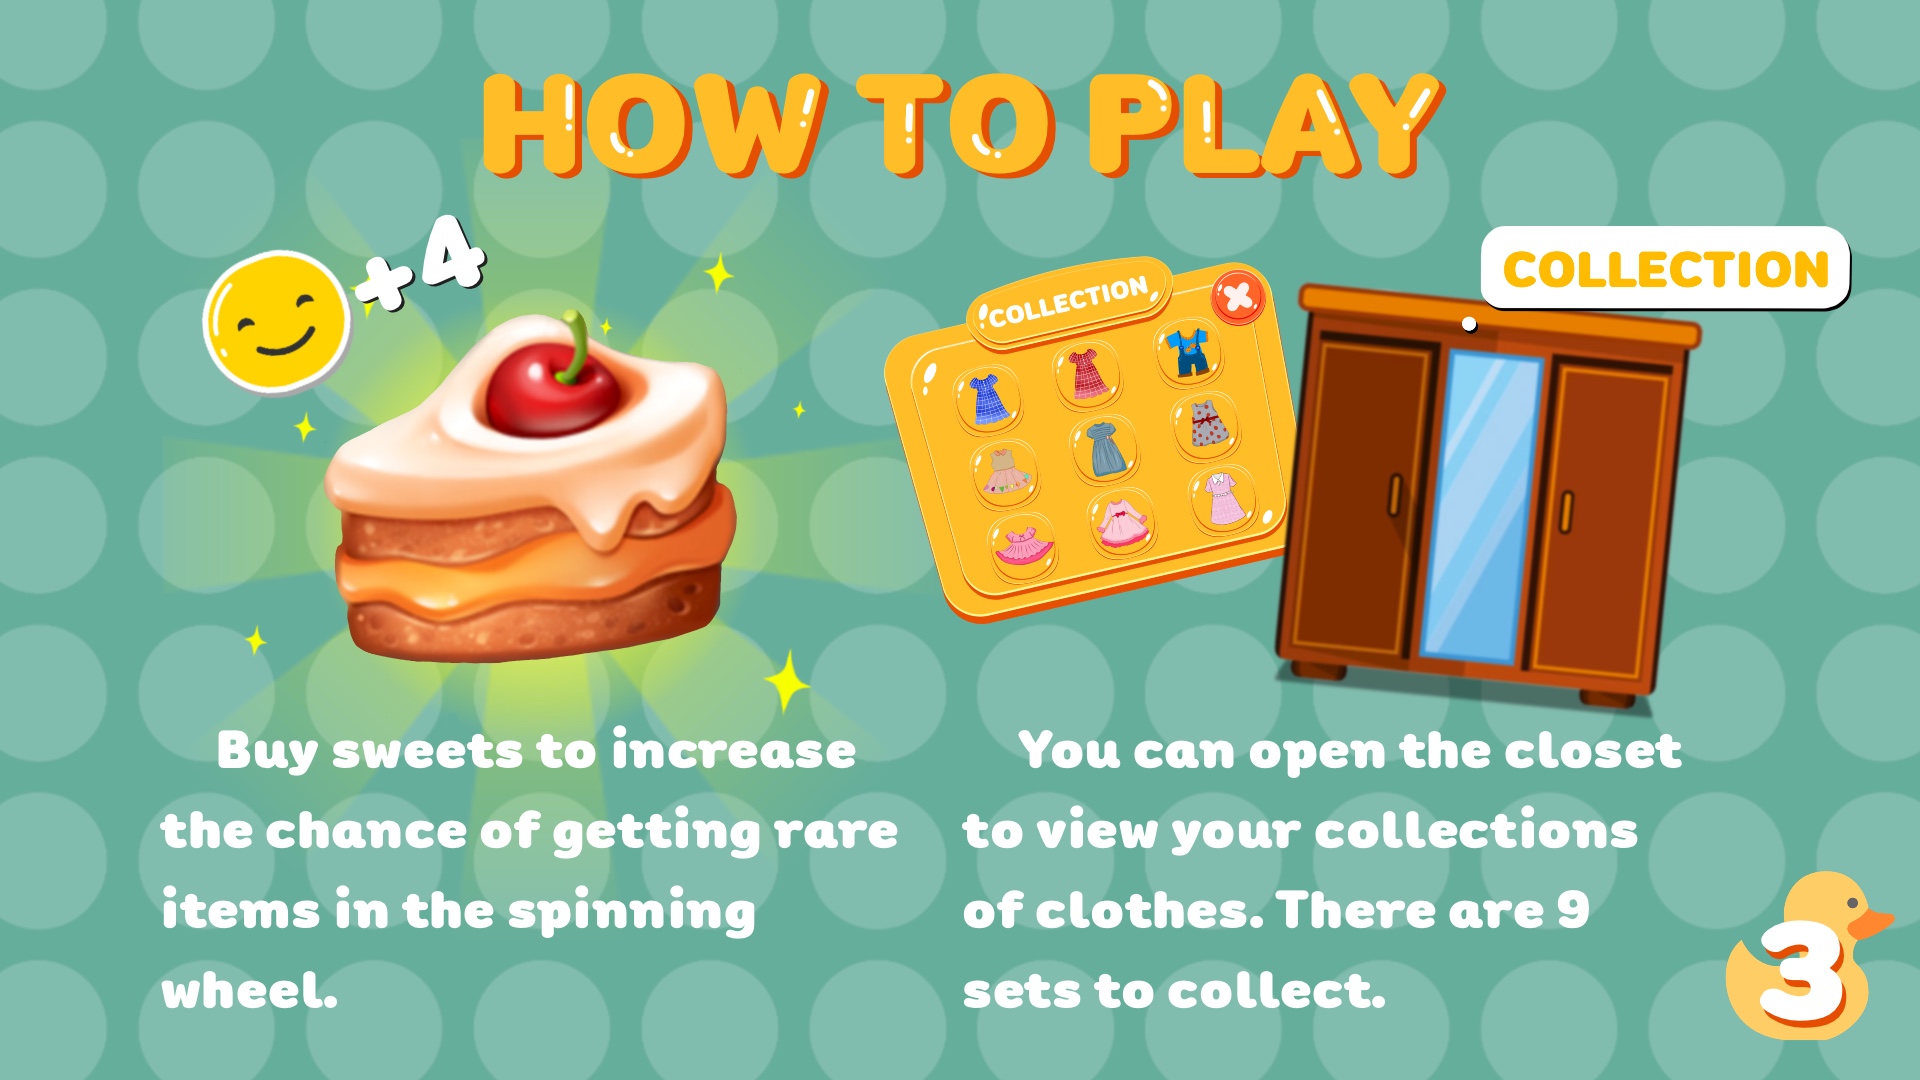 HOW TO PLAY
+4
COLLECTION
COLLECTION
Buy sweets to increase
the chance of getting rare
items in the spinning
wheel.
You can open the closet
to view your collections
of clothes. There are 9
sets to collect.
3